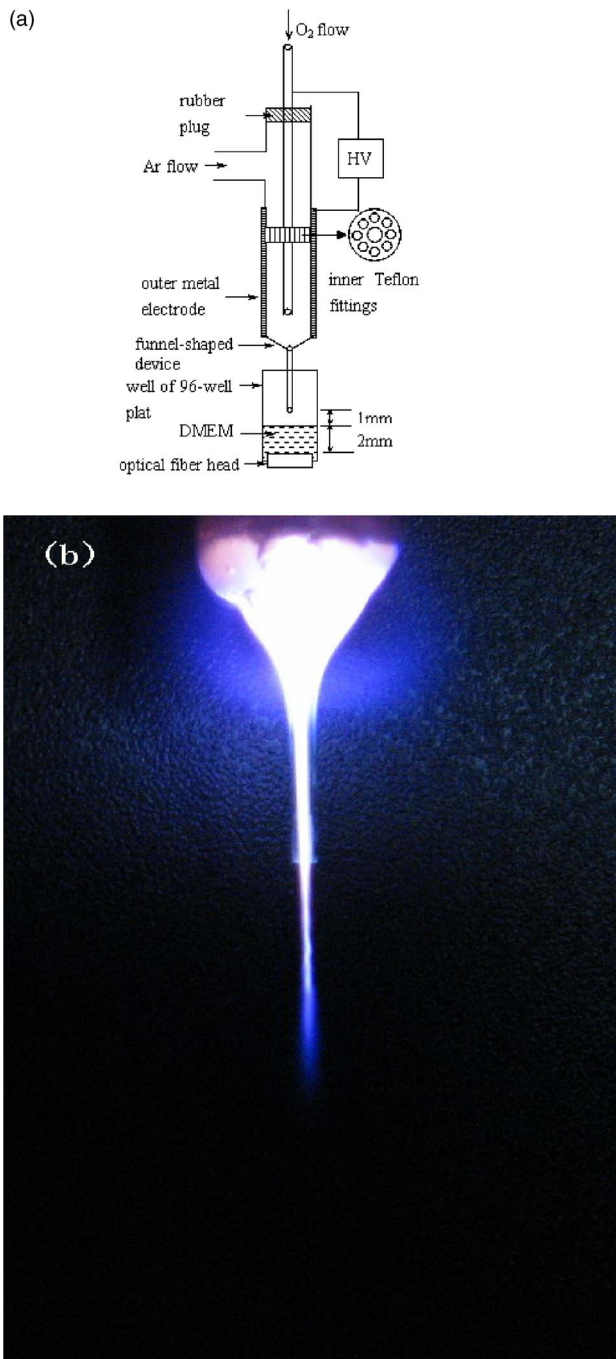 (a)
O2 flow
rubber
plug
HV
Ar flow
outer metal
electrode
inner Teflon
fittings
funnel-shaped
device
well of 96-well
plat
1mm
DMEM
2mm
optical fiber head
(b)